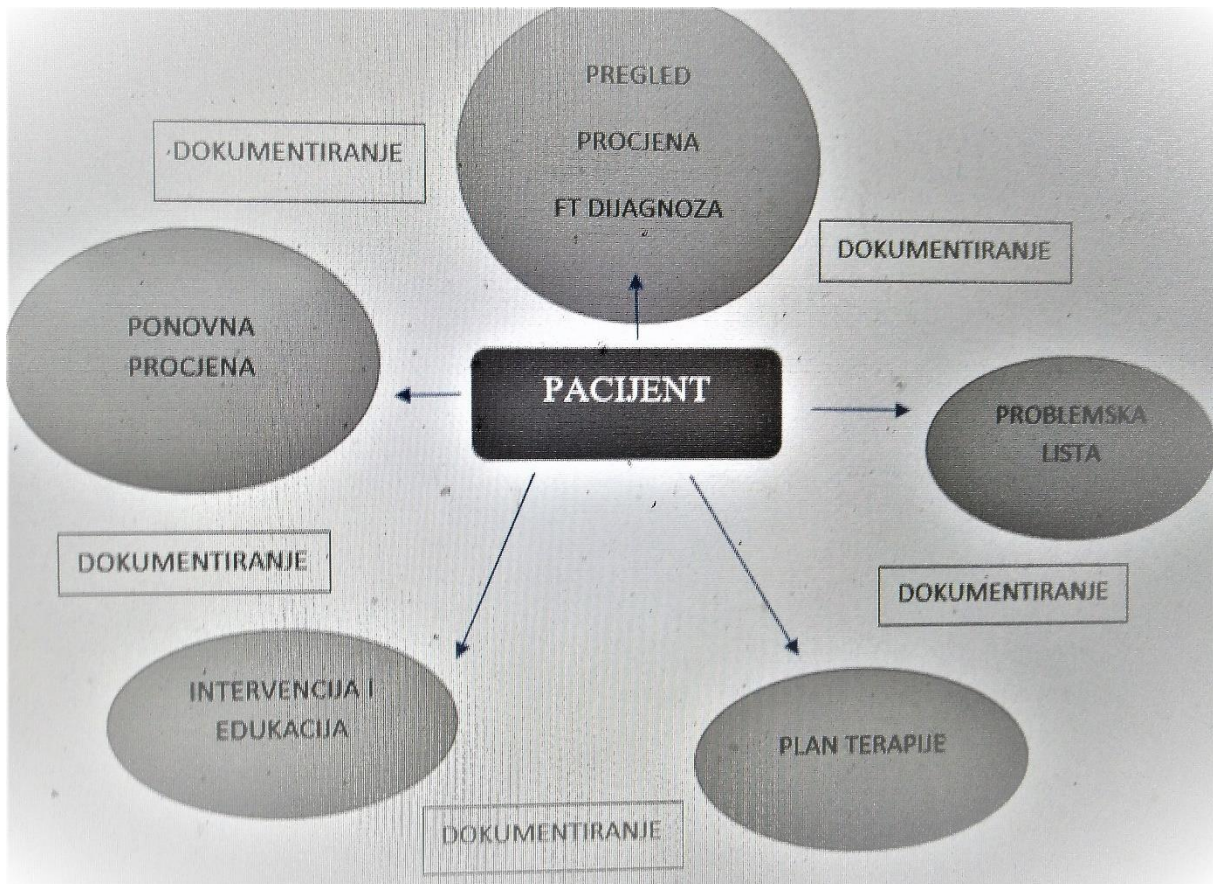 PREGLED
PROCJENA
FT DIJAGNOZA
DOKUMENTIRANJE
DOKUMENTIRANJE
PONOVNA
PROCJENA
PACIJENT
PROBLEMSKA
LISTA
DOKUMENTIRANJE
DOKUMENTIRANJE
INTERVENCIJA I
EDUKACIJA
PLAN TERAPIJE
DOKUMENTIRANJE